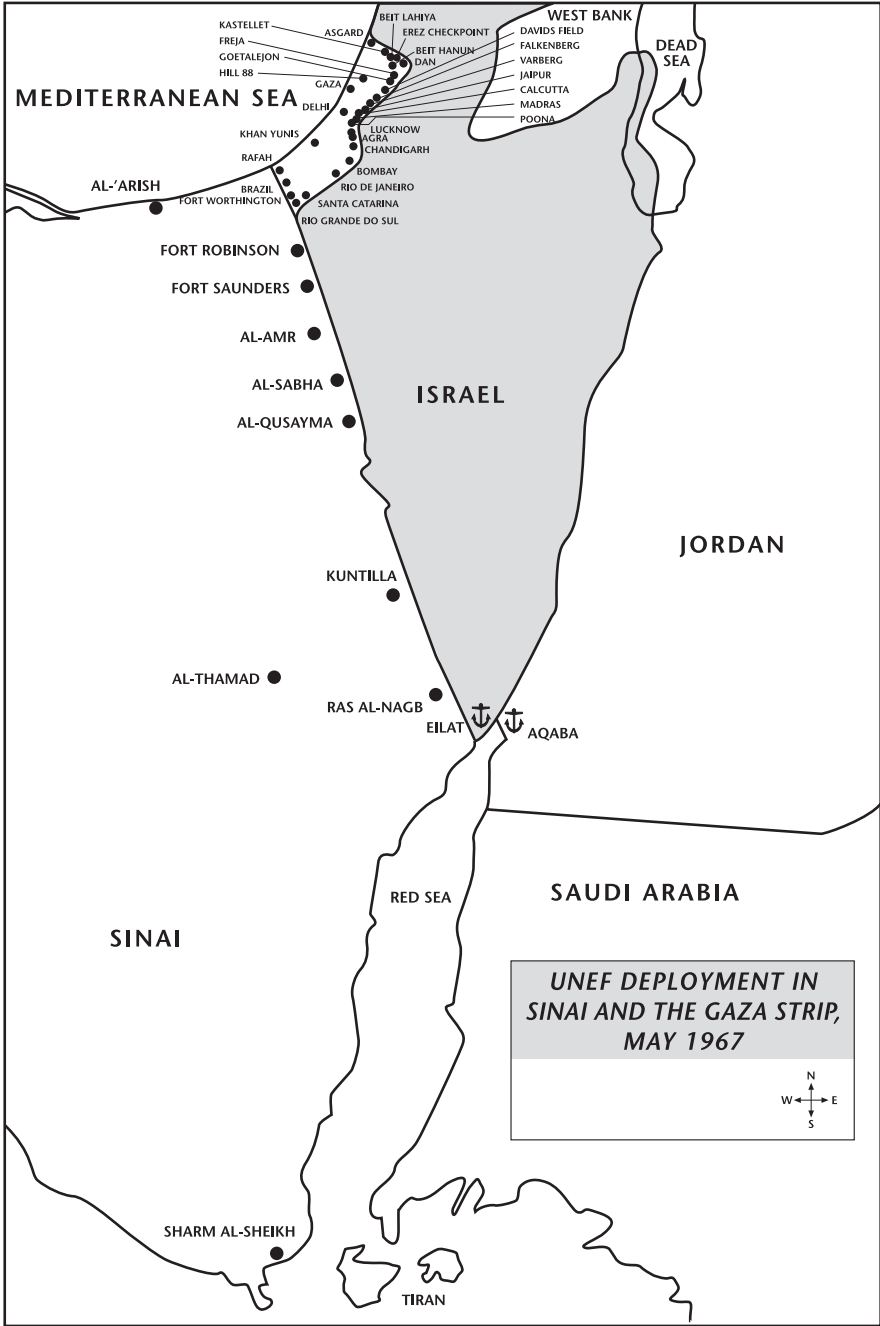 BEIT LAHIYA
WEST BANK
KASTELLET
EREZ CHECKPOINT
DAVIDS FIELD
ASGARD
FREJA
BEIT HANUN
FALKENBERG
DEAD
SEA
GOETALEJON
DAN
VARBERG
HILL 88
JAIPUR
GAZA
CALCUTTA
MEDITERRANEAN SEA
DELHI
MADRAS
POONA
KHAN YUNIS
LUCKNOW
AGRA
CHANDIGARH
RAFAH
BOMBAY
AL-'ARISH
BRAZIL
RIO DE JANEIRO
FORT WORTHINGTON
SANTA CATARINA
RIO GRANDE DO SUL
FORT ROBINSON
FORT SAUNDERS
AL-AMR
AL-SABHA
ISRAEL
AL-QUSAYMA
JORDAN
KUNTILLA
AL-THAMAD
RAS AL-NAGB
EILAT
AQABA
RED SEA
SAUDI ARABIA
SINAI
UNEF DEPLOYMENT IN
SINAI AND THE GAZA STRIP,
MAY 1967
N
W E
S
SHARM AL-SHEIKH
TIRAN